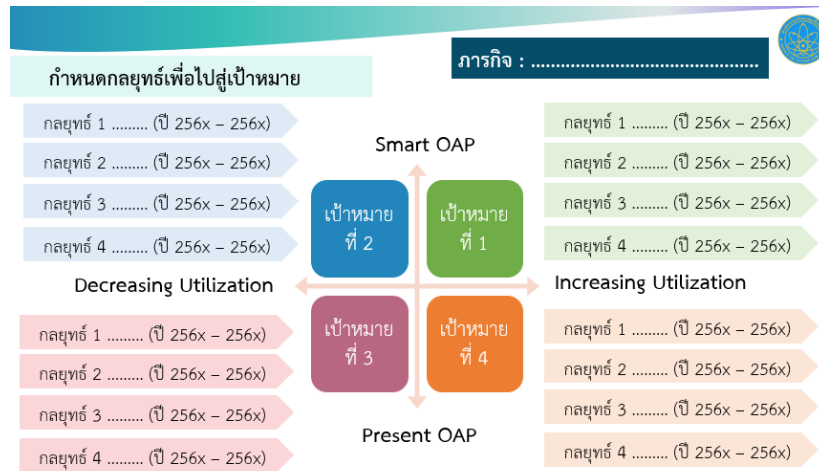 ภารกิจ : ...............................................
กำหนดกลยุทธ์เพื่อไปสู่เป้าหมาย
กลยุทธ์ 1 ......... (ปี 256x – 256x)
กลยุทธ์ 2 ......... (ปี 256x – 256x)
กลยุทธ์ 3 ......... (ปี 256x – 256x)
กลยุทธ์ 4 ......... (ปี 256x – 256x)
Smart OAP
กลยุทธ์ 1 ......... (ปี 256x – 256x)
กลยุทธ์ 2 ......... (ปี 256x – 256x)
กลยุทธ์ 3 ......... (ปี 256x – 256x)
กลยุทธ์ 4 ......... (ปี 256x – 256x)
เป้าหมาย
ที่ 2
เป้าหมาย
ที่ 1
Decreasing Utilization
Increasing Utilization
เป้าหมาย
ที่ 3
เป้าหมาย
ที่ 4
กลยุทธ์ 1 ......... (ปี 256x – 256x)
กลยุทธ์ 2 ......... (ปี 256x – 256x)
กลยุทธ์ 3 ......... (ปี 256x – 256x)
กลยุทธ์ 4 ......... (ปี 256x – 256x)
Present OAP
กลยุทธ์ 1 ......... (ปี 256x – 256x)
กลยุทธ์ 2 ......... (ปี 256x – 256x)
กลยุทธ์ 3 ......... (ปี 256x – 256x)
กลยุทธ์ 4 ......... (ปี 256x – 256x)